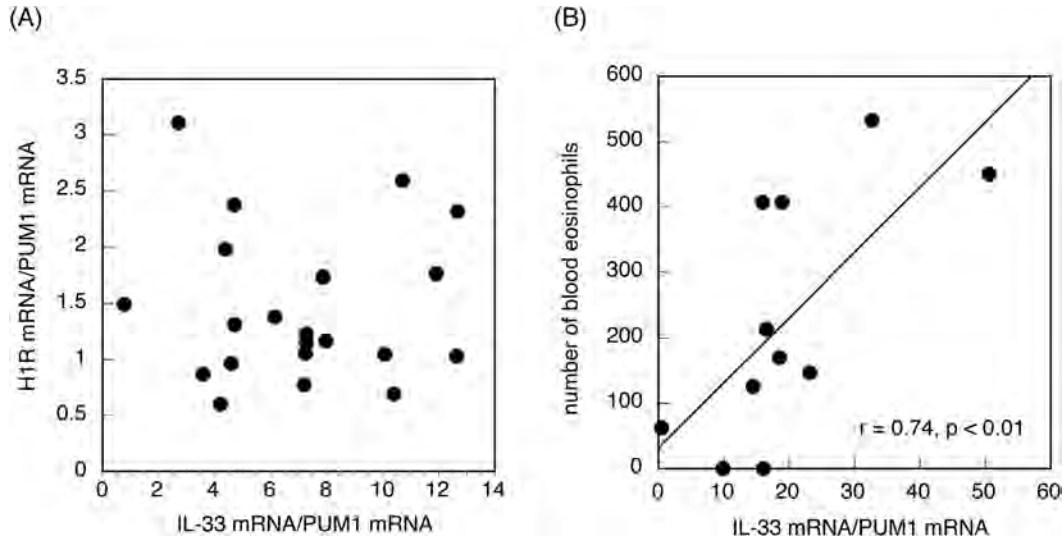 (A)
(B)
H1R mRNA/PUM1 mRNA
3.5
3
2.5
2
1.5
1
0.5
0
0 2 4 6 8 10 12 14
IL-33 mRNA/PUM1 mRNA
number of blood eosinophils
600
500
400
300
200
100
0
r = 0.74, p < 0.01
0 10 20 30 40 50 60
IL-33 mRNA/PUM1 mRNA